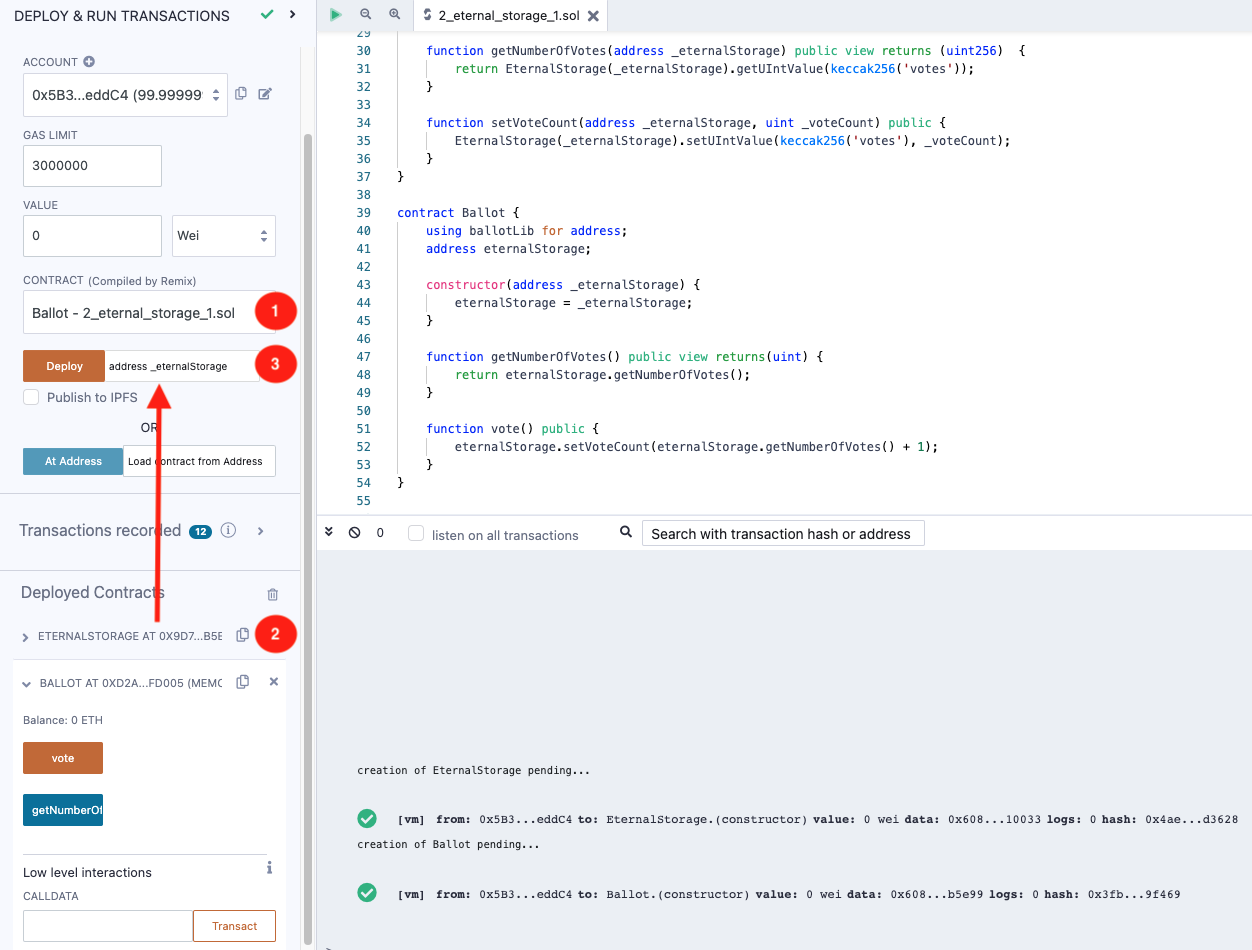 DEPLOY & RUN TRANSACTIONS
ACCOUNT
0x5B3...eddC4 (99.99999
GAS LIMIT
3000000
VALUE
0
Wei
CONTRACT (Compiled by Remix)
Ballot - 2_eternal_storage_1.sol
1
Deploy
address _eternalStorage
3
Publish to IPFS
OR
At Address
Load contract from Address
Transactions recorded 12 i
Deployed Contracts
ETERNALSTORAGE AT 0X9D7...B5E
2
BALLOT AT 0XD2A...FD005 (MEMO
Balance: 0 ETH
vote
getNumberOf
Low level interactions
i
CALLDATA
Transact
2_eternal_storage_1.sol
29
30 function getNumberOfVotes(address _eternalStorage) public view returns (uint256) {
31 return EternalStorage(_eternalStorage).getUIntValue(keccak256('votes'));
32 }
33
34 function setVoteCount(address _eternalStorage, uint _voteCount) public {
35 EternalStorage(_eternalStorage).setUIntValue(keccak256('votes'), _voteCount);
36 }
37 }
38
39 contract Ballot {
40 using ballotLib for address;
41 address eternalStorage;
42
43 constructor(address _eternalStorage) {
44 eternalStorage = _eternalStorage;
45 }
46
47 function getNumberOfVotes() public view returns(uint) {
48 return eternalStorage.getNumberOfVotes();
49 }
50
51 function vote() public {
52 eternalStorage.setVoteCount(eternalStorage.getNumberOfVotes() + 1);
53 }
54 }
55
0
listen on all transactions
Search with transaction hash or address
creation of EternalStorage pending...
[vm] from: 0x5B3...eddC4 to: EternalStorage.(constructor) value: 0 wei data: 0x608...10033 logs: 0 hash: 0x4ae...d3628
creation of Ballot pending...
[vm] from: 0x5B3...eddC4 to: Ballot.(constructor) value: 0 wei data: 0x608...b5e99 logs: 0 hash: 0x3fb...9f469